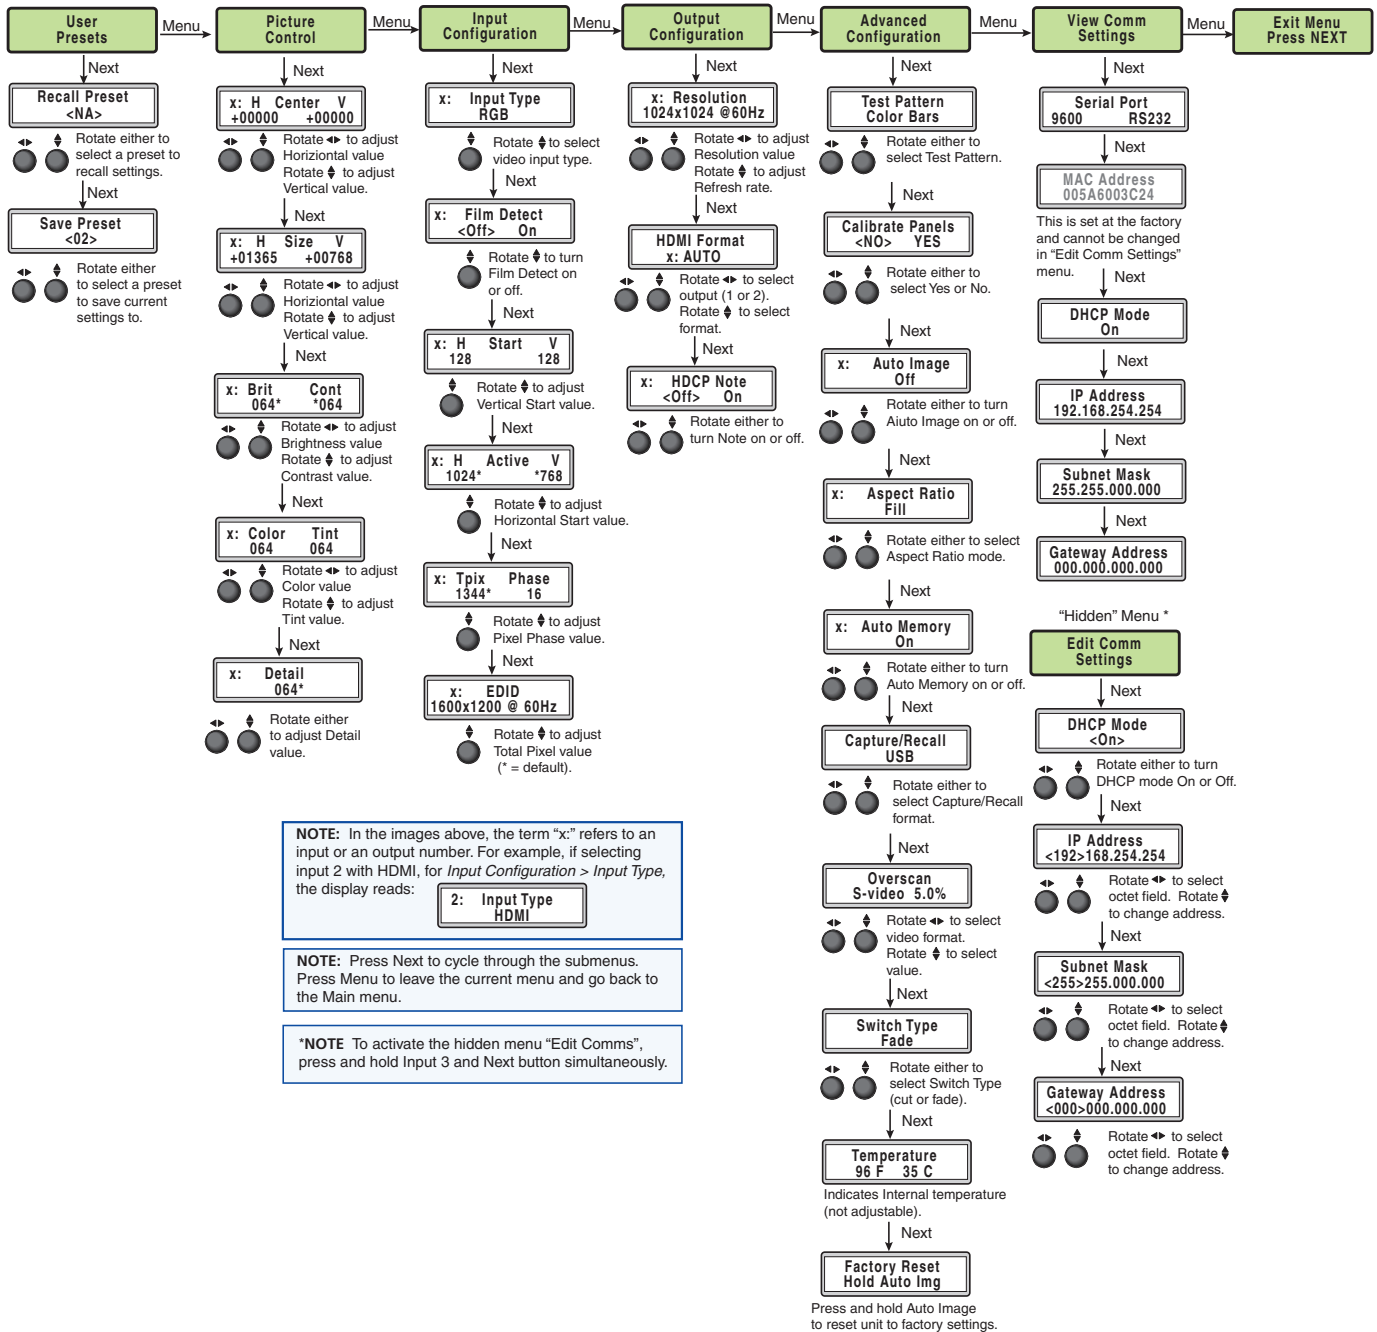 User
Presets
Menu
Picture
Control
Menu
Input
Configuration
Menu
Output
Configuration
Menu
Advanced
Configuration
Menu
View Comm
Settings
Menu
Exit Menu
Press NEXT
Next
Recall Preset
<NA>
Rotate either to
select a preset to
recall settings.
Next
Save Preset
<02>
Rotate either
to select a preset
to save current
settings to.
Next
x: H Center V
+00000 +00000
Rotate ◂▸ to adjust
Horiziontal value
Rotate ⬍ to adjust
Vertical value.
Next
x: H Size V
+01365 +00768
Rotate ◂▸ to adjust
Horiziontal value
Rotate ⬍ to adjust
Vertical value.
Next
x: Brit Cont
064* *064
Rotate ◂▸ to adjust
Brightness value
Rotate ⬍ to adjust
Contrast value.
Next
x: Color Tint
064 064
Rotate ◂▸ to adjust
Color value
Rotate ⬍ to adjust
Tint value.
Next
x: Detail
064*
Rotate either
to adjust Detail
value.
Next
x: Input Type
RGB
Rotate ⬍ to select
video input type.
Next
x: Film Detect
<Off> On
Rotate ⬍ to turn
Film Detect on
or off.
Next
x: H Start V
128 128
Rotate ⬍ to adjust
Vertical Start value.
Next
x: H Active V
1024* *768
Rotate ⬍ to adjust
Horizontal Start value.
Next
x: Tpix Phase
1344* 16
Rotate ⬍ to adjust
Pixel Phase value.
Next
x: EDID
1600x1200 @ 60Hz
Rotate ⬍ to adjust
Total Pixel value
(* = default).
Next
x: Resolution
1024x1024 @60Hz
Rotate ◂▸ to adjust
Resolution value
Rotate ⬍ to adjust
Refresh rate.
Next
HDMI Format
x: AUTO
Rotate ◂▸ to select
output (1 or 2).
Rotate ⬍ to select
format.
Next
x: HDCP Note
<Off> On
Rotate either to
turn Note on or off.
Next
Test Pattern
Color Bars
Rotate either to
select Test Pattern.
Next
Calibrate Panels
<NO> YES
Rotate either to
select Yes or No.
Next
x: Auto Image
Off
Rotate either to turn
Aiuto Image on or off.
Next
x: Aspect Ratio
Fill
Rotate either to select
Aspect Ratio mode.
Next
x: Auto Memory
On
Rotate either to turn
Auto Memory on or off.
Next
Capture/Recall
USB
Rotate either to
select Capture/Recall
format.
Next
Overscan
S-video 5.0%
Rotate ◂▸ to select
video format.
Rotate ⬍ to select
value.
Next
Switch Type
Fade
Rotate either to
select Switch Type
(cut or fade).
Next
Temperature
96 F 35 C
Indicates Internal temperature
(not adjustable).
Next
Factory Reset
Hold Auto Img
Press and hold Auto Image
to reset unit to factory settings.
Next
Serial Port
9600 RS232
Next
MAC Address
005A6003C24
This is set at the factory
and cannot be changed
in “Edit Comm Settings”
menu.
Next
DHCP Mode
On
Next
IP Address
192.168.254.254
Next
Subnet Mask
255.255.000.000
Next
Gateway Address
000.000.000.000
“Hidden” Menu *
Edit Comm
Settings
Next
DHCP Mode
<On>
Rotate either to turn
DHCP mode On or Off.
Next
IP Address
<192>168.254.254
Rotate ◂▸ to select
octet field. Rotate ⬍
to change address.
Next
Subnet Mask
<255>255.000.000
Rotate ◂▸ to select
octet field. Rotate ⬍
to change address.
Next
Gateway Address
<000>000.000.000
Rotate ◂▸ to select
octet field. Rotate ⬍
to change address.
NOTE: In the images above, the term “x:” refers to an
input or an output number. For example, if selecting
input 2 with HDMI, for Input Configuration > Input Type,
the display reads:
2: Input Type
HDMI
NOTE: Press Next to cycle through the submenus.
Press Menu to leave the current menu and go back to
the Main menu.
*NOTE To activate the hidden menu “Edit Comms”,
press and hold Input 3 and Next button simultaneously.